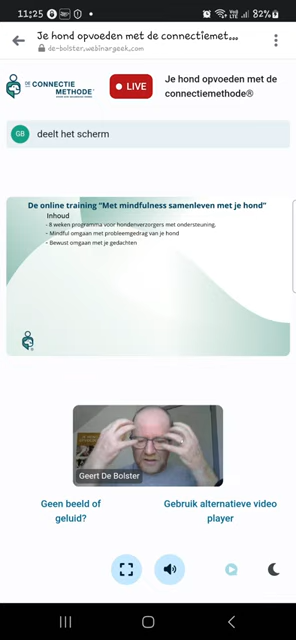 11:25
Vo)
LTE
82%
Je hond opvoeden met de connectiemet...
de-bolster.webinargeek.com
DE CONNECTIE
METHODE
LIVE
Je hond opvoeden met de
connectiemethode®
GB
deelt het scherm
De online training "Met mindfulness samenleven met je hond"
Inhoud
- 8 weken programma voor hondenverzorgers met ondersteuning.
- Mindful omgaan met probleemgedrag van je hond
- Bewust omgaan met je gedachten
Geert De Bolster
Geen beeld of
geluid?
Gebruik alternatieve video
player